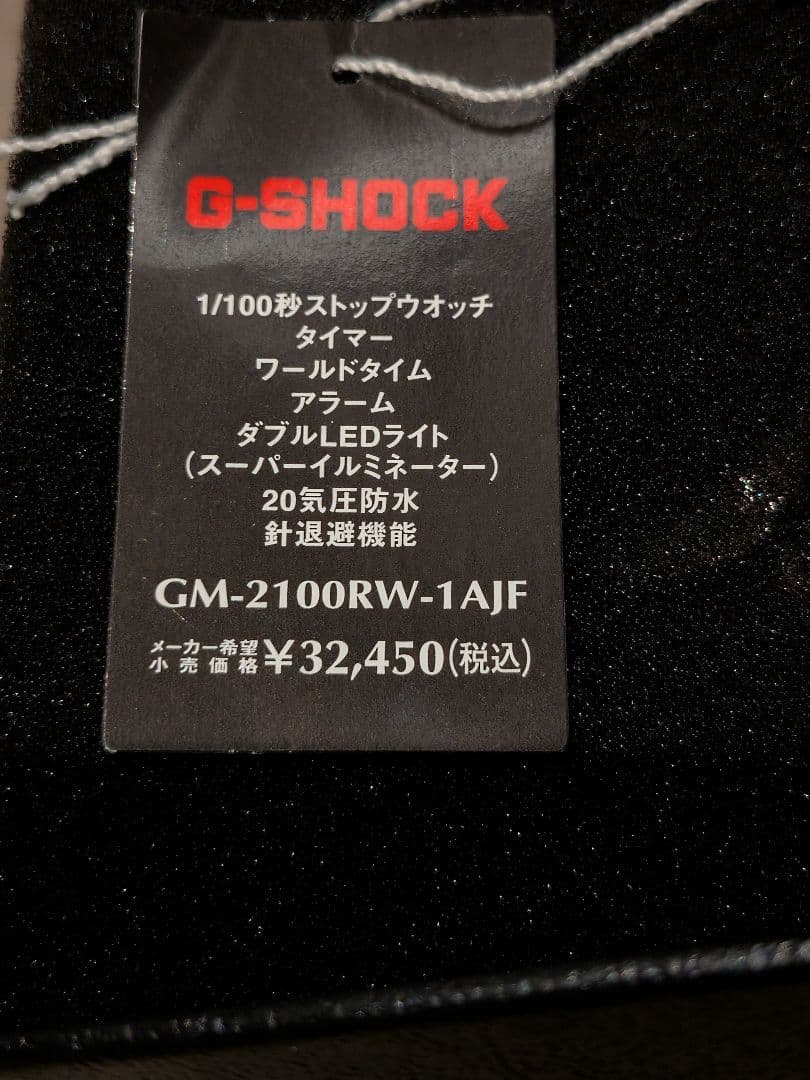 G-SHOCK
1/100秒ストップウオッチ
タイマー
ワールドタイム
アラーム
ダブルLEDライト
(スーパーイルミネーター)
20気圧防水
針退避機能
GM-2100RW-1AJF
メーカー希望小売価格 ¥32,450(税込)